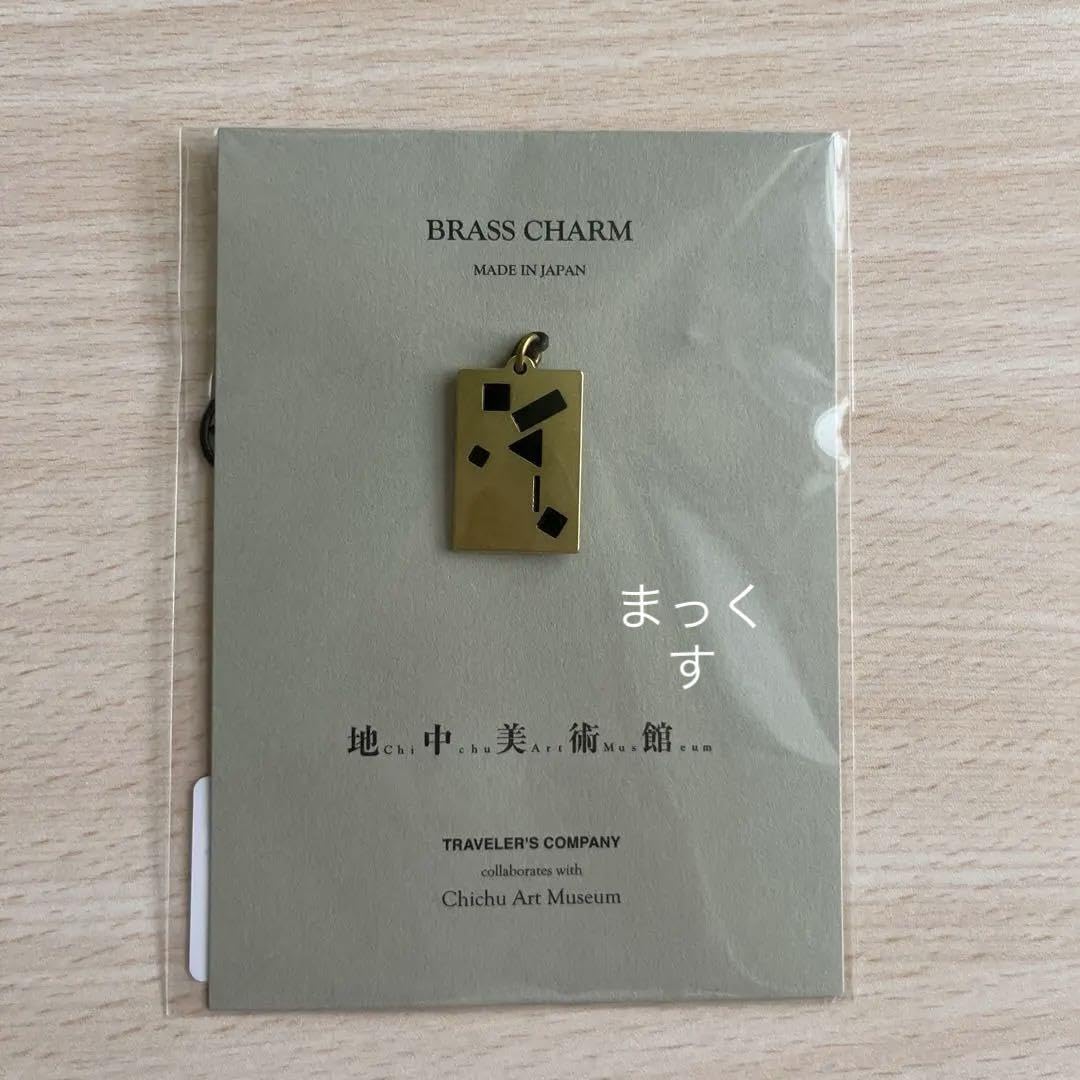 BRASS CHARM
MADE IN JAPAN
まっく
す
地Chi中chu美Art術Mus館eum
TRAVELER'S COMPANY
collaborates with
Chichu Art Museum